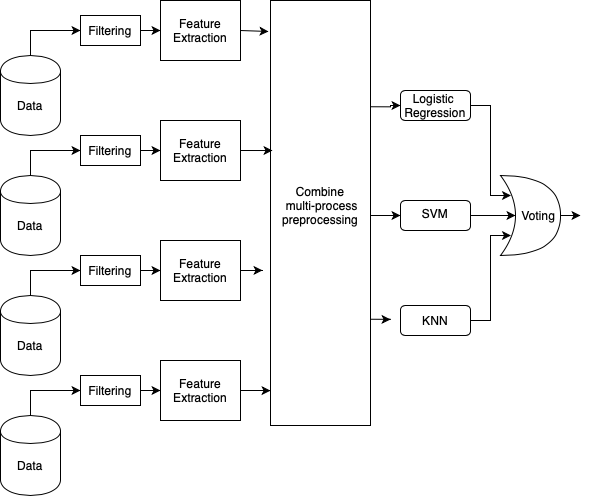 Filtering
Feature
Extraction
Data
Filtering
Feature
Extraction
Data
Filtering
Feature
Extraction
Data
Filtering
Feature
Extraction
Data
Combine
multi-process
preprocessing
Logistic
Regression
SVM
KNN
Voting